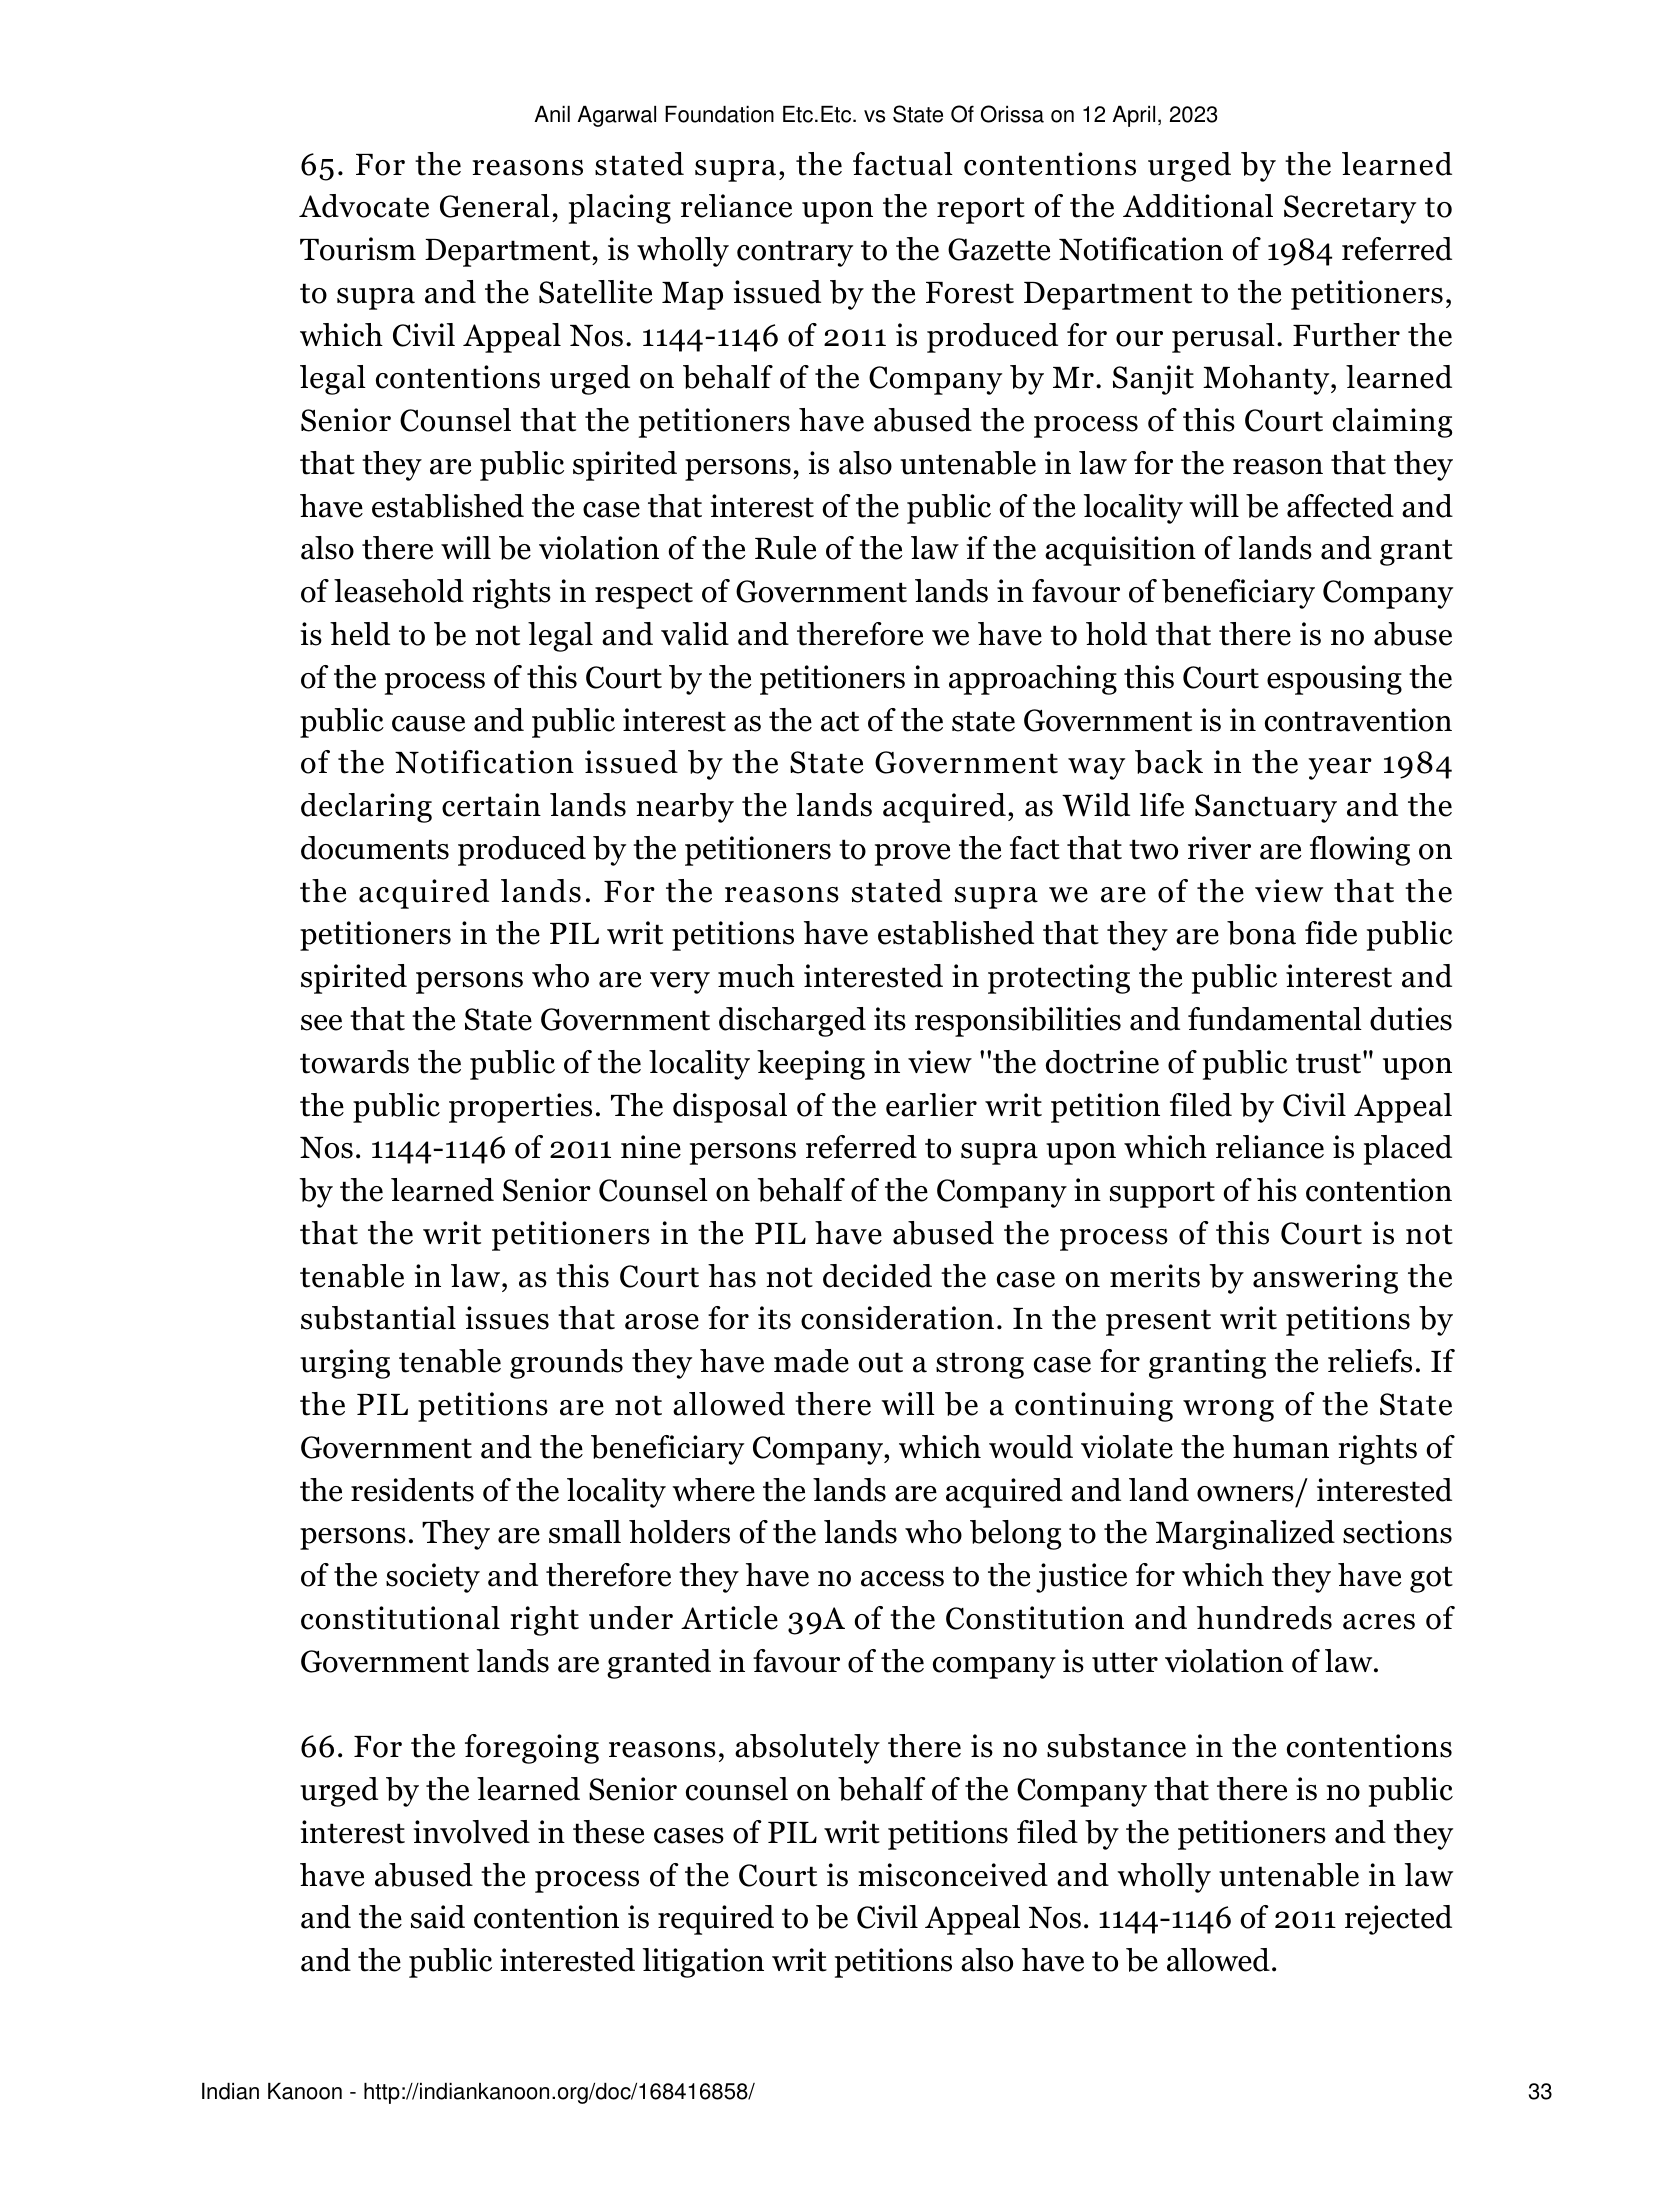 Anil Agarwal Foundation Etc.Etc. vs State Of Orissa on 12 April, 2023
65. For the reasons stated supra, the factual contentions urged by the learned
Advocate General, placing reliance upon the report of the Additional Secretary to
Tourism Department, is wholly contrary to the Gazette Notification of 1984 referred
to supra and the Satellite Map issued by the Forest Department to the petitioners,
which Civil Appeal Nos. 1144-1146 of 2011 is produced for our perusal. Further the
legal contentions urged on behalf of the Company by Mr. Sanjit Mohanty, learned
Senior Counsel that the petitioners have abused the process of this Court claiming
that they are public spirited persons, is also untenable in law for the reason that they
have established the case that interest of the public of the locality will be affected and
also there will be violation of the Rule of the law if the acquisition of lands and grant
of leasehold rights in respect of Government lands in favour of beneficiary Company
is held to be not legal and valid and therefore we have to hold that there is no abuse
of the process of this Court by the petitioners in approaching this Court espousing the
public cause and public interest as the act of the state Government is in contravention
of the Notification issued by the State Government way back in the year 1984
declaring certain lands nearby the lands acquired, as Wild life Sanctuary and the
documents produced by the petitioners to prove the fact that two river are flowing on
the acquired lands. For the reasons stated supra we are of the view that the
petitioners in the PIL writ petitions have established that they are bona fide public
spirited persons who are very much interested in protecting the public interest and
see that the State Government discharged its responsibilities and fundamental duties
towards the public of the locality keeping in view ''the doctrine of public trust" upon
the public properties. The disposal of the earlier writ petition filed by Civil Appeal
Nos. 1144-1146 of 2011 nine persons referred to supra upon which reliance is placed
by the learned Senior Counsel on behalf of the Company in support of his contention
that the writ petitioners in the PIL have abused the process of this Court is not
tenable in law, as this Court has not decided the case on merits by answering the
substantial issues that arose for its consideration. In the present writ petitions by
urging tenable grounds they have made out a strong case for granting the reliefs. If
the PIL petitions are not allowed there will be a continuing wrong of the State
Government and the beneficiary Company, which would violate the human rights of
the residents of the locality where the lands are acquired and land owners/ interested
persons. They are small holders of the lands who belong to the Marginalized sections
of the society and therefore they have no access to the justice for which they have got
constitutional right under Article 39A of the Constitution and hundreds acres of
Government lands are granted in favour of the company is utter violation of law.
66. For the foregoing reasons, absolutely there is no substance in the contentions
urged by the learned Senior counsel on behalf of the Company that there is no public
interest involved in these cases of PIL writ petitions filed by the petitioners and they
have abused the process of the Court is misconceived and wholly untenable in law
and the said contention is required to be Civil Appeal Nos. 1144-1146 of 2011 rejected
and the public interested litigation writ petitions also have to be allowed.
Indian Kanoon - http://indiankanoon.org/doc/168416858/ 33